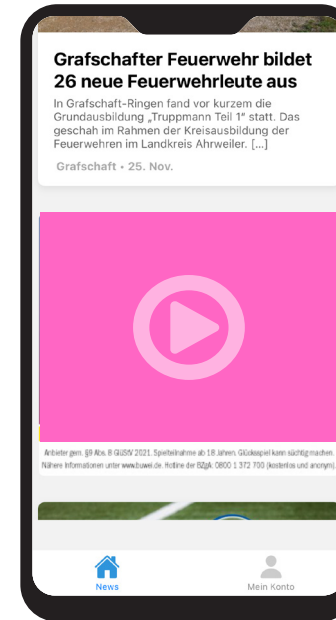 Grafschafter Feuerwehr bildet
26 neue Feuerwehrleute aus
In Grafschaft-Ringen fand vor kurzem die
Grundausbildung „Truppmann Teil 1" statt. Das
geschah im Rahmen der Kreisausbildung der
Feuerwehren im Landkreis Ahrweiler. [...]
Grafschaft • 25. Nov.
Anbieter gem. §9 Abs. 8 GlüStV 2021. Spielteilnahme ab 18 Jahren. Glücksspiel kann süchtig machen.
Nähere Informationen unter www.buwei.de. Hotline der BZgA: 0800 1 372 700 (kostenlos und anonym).
News
Mein Konto